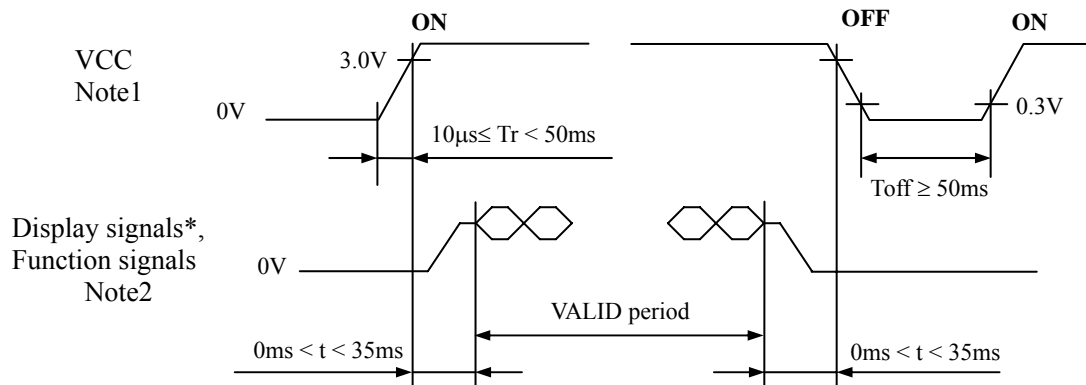 ON
OFF
ON
VCC
Note1
3.0V
0V
0.3V
10μs≤ Tr < 50ms
Toff ≥ 50ms
Display signals*,
Function signals
Note2
0V
VALID period
0ms < t < 35ms
0ms < t < 35ms